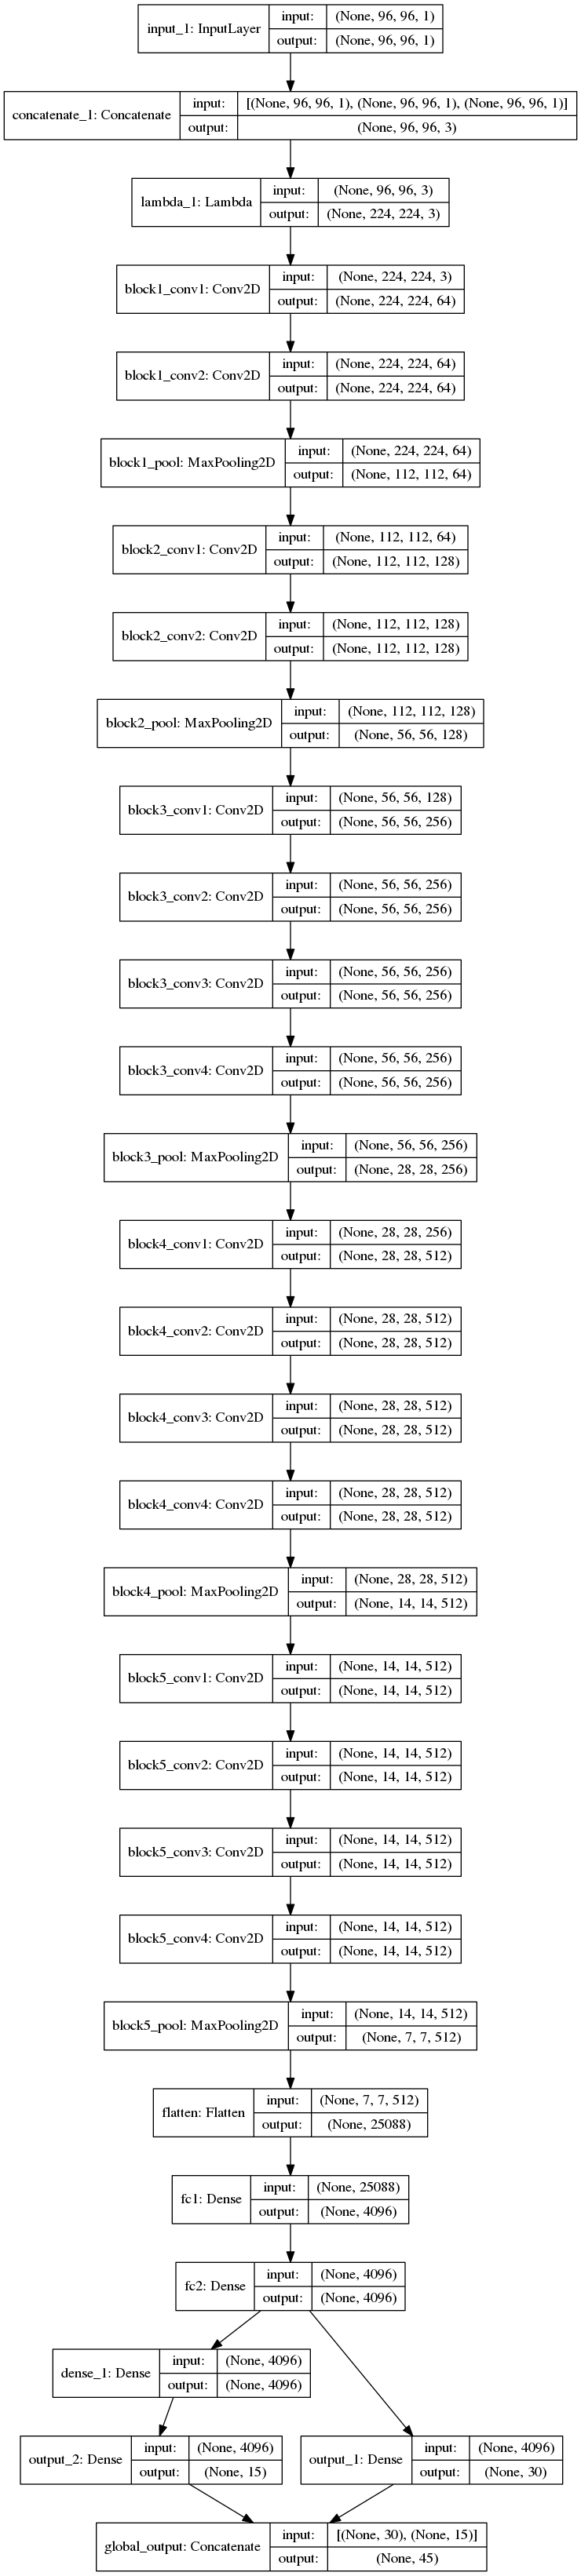 input_1: InputLayer
input: (None, 96, 96, 1)
output: (None, 96, 96, 1)
concatenate_1: Concatenate
input: [(None, 96, 96, 1), (None, 96, 96, 1), (None, 96, 96, 1)]
output: (None, 96, 96, 3)
lambda_1: Lambda
input: (None, 96, 96, 3)
output: (None, 224, 224, 3)
block1_conv1: Conv2D
input: (None, 224, 224, 3)
output: (None, 224, 224, 64)
block1_conv2: Conv2D
input: (None, 224, 224, 64)
output: (None, 224, 224, 64)
block1_pool: MaxPooling2D
input: (None, 224, 224, 64)
output: (None, 112, 112, 64)
block2_conv1: Conv2D
input: (None, 112, 112, 64)
output: (None, 112, 112, 128)
block2_conv2: Conv2D
input: (None, 112, 112, 128)
output: (None, 112, 112, 128)
block2_pool: MaxPooling2D
input: (None, 112, 112, 128)
output: (None, 56, 56, 128)
block3_conv1: Conv2D
input: (None, 56, 56, 128)
output: (None, 56, 56, 256)
block3_conv2: Conv2D
input: (None, 56, 56, 256)
output: (None, 56, 56, 256)
block3_conv3: Conv2D
input: (None, 56, 56, 256)
output: (None, 56, 56, 256)
block3_conv4: Conv2D
input: (None, 56, 56, 256)
output: (None, 56, 56, 256)
block3_pool: MaxPooling2D
input: (None, 56, 56, 256)
output: (None, 28, 28, 256)
block4_conv1: Conv2D
input: (None, 28, 28, 256)
output: (None, 28, 28, 512)
block4_conv2: Conv2D
input: (None, 28, 28, 512)
output: (None, 28, 28, 512)
block4_conv3: Conv2D
input: (None, 28, 28, 512)
output: (None, 28, 28, 512)
block4_conv4: Conv2D
input: (None, 28, 28, 512)
output: (None, 28, 28, 512)
block4_pool: MaxPooling2D
input: (None, 28, 28, 512)
output: (None, 14, 14, 512)
block5_conv1: Conv2D
input: (None, 14, 14, 512)
output: (None, 14, 14, 512)
block5_conv2: Conv2D
input: (None, 14, 14, 512)
output: (None, 14, 14, 512)
block5_conv3: Conv2D
input: (None, 14, 14, 512)
output: (None, 14, 14, 512)
block5_conv4: Conv2D
input: (None, 14, 14, 512)
output: (None, 14, 14, 512)
block5_pool: MaxPooling2D
input: (None, 14, 14, 512)
output: (None, 7, 7, 512)
flatten: Flatten
input: (None, 7, 7, 512)
output: (None, 25088)
fc1: Dense
input: (None, 25088)
output: (None, 4096)
fc2: Dense
input: (None, 4096)
output: (None, 4096)
dense_1: Dense
input: (None, 4096)
output: (None, 4096)
output_2: Dense
input: (None, 4096)
output: (None, 15)
output_1: Dense
input: (None, 4096)
output: (None, 30)
global_output: Concatenate
input: [(None, 30), (None, 15)]
output: (None, 45)